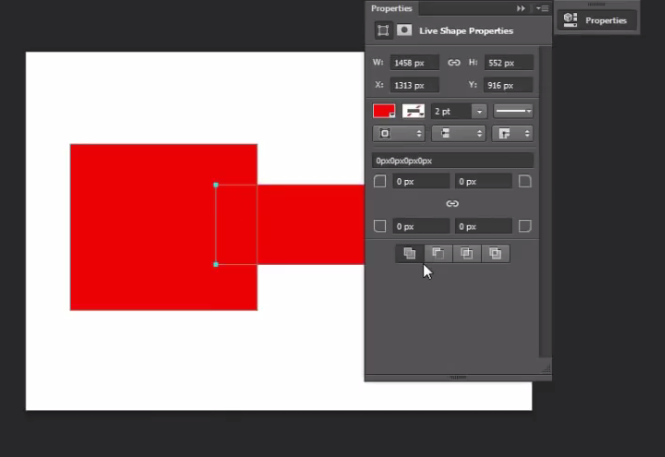 Properties
Properties
Live Shape Properties
W: 1458 px H: 552 px
X: 1313 px Y: 916 px
2 pt
0px0px0px0px
0 px 0 px
0 px 0 px